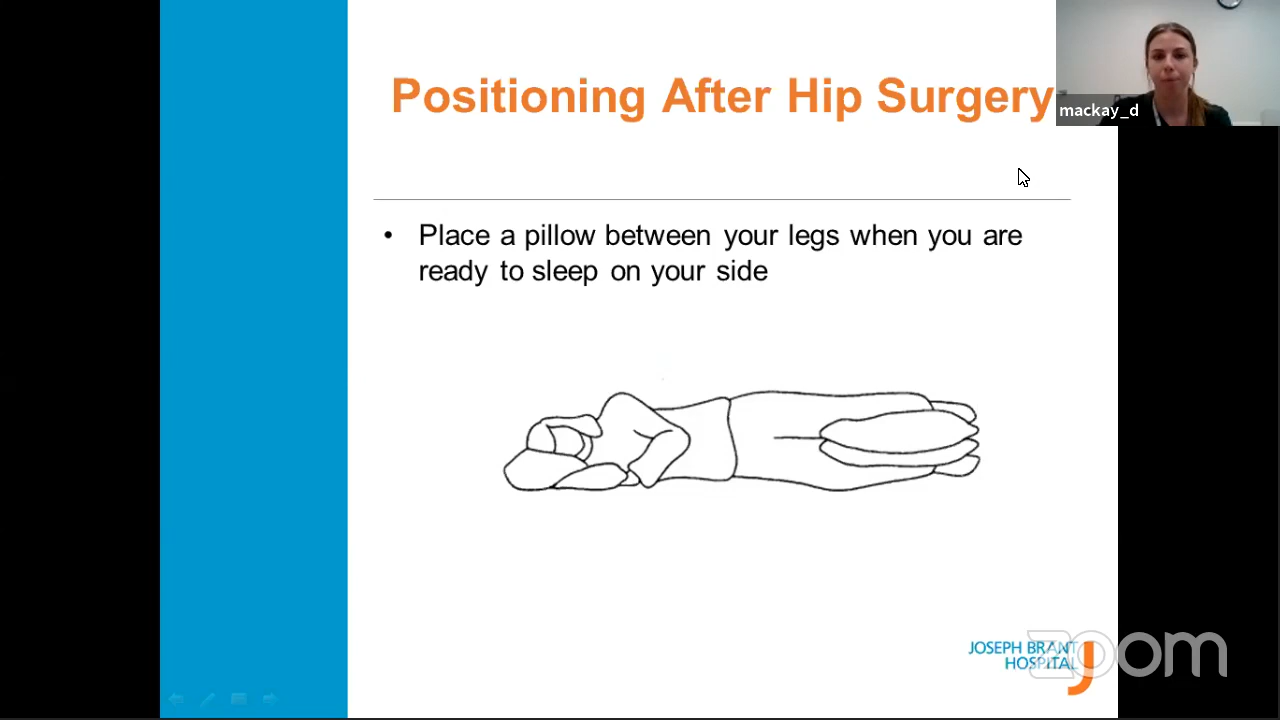 Positioning After Hip Surgery
mackay_d
• Place a pillow between your legs when you are
ready to sleep on your side
JOSEPH BRANT
HOSPITAL
zoom